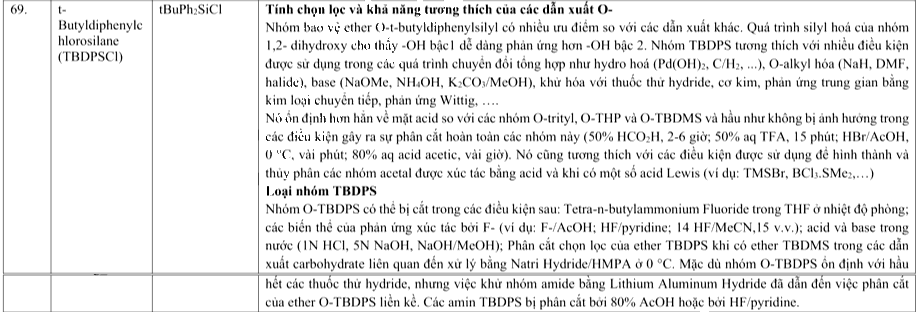 69. t- tBuPh₂SiCl Tính chọn lọc và khả năng tương thích của các dẫn xuất O-
Butyldiphenylc Nhóm bảo vệ ether O-t-butyldiphenylsilyl có nhiều ưu điểm so với các dẫn xuất khác. Quá trình silyl hoá của nhóm
hlorosilane 1,2- dihydroxy cho thấy -OH bậc1 dễ dàng phản ứng hơn -OH bậc 2. Nhóm TBDPS tương thích với nhiều điều kiện
(TBDPSCl) được sử dụng trong các quá trình chuyển đổi tổng hợp như hydro hoá (Pd(OH)₂, C/H₂, ...), O-alkyl hóa (NaH, DMF,
halide), base (NaOMe, NH₄OH, K₂CO₃/MeOH), khử hóa với thuốc thử hydride, cơ kim, phản ứng trung gian bằng
kim loại chuyển tiếp, phản ứng Wittig, ….
Nó ổn định hơn hẳn về mặt acid so với các nhóm O-trityl, O-THP và O-TBDMS và hầu như không bị ảnh hưởng trong
các điều kiện gây ra sự phân cắt hoàn toàn các nhóm này (50% HCO₂H, 2-6 giờ; 50% aq TFA, 15 phút; HBr/AcOH,
0 °C, vài phút; 80% aq acid acetic, vài giờ). Nó cũng tương thích với các điều kiện được sử dụng để hình thành và
thủy phân các nhóm acetal được xúc tác bằng acid và khi có một số acid Lewis (ví dụ: TMSBr, BCl₃.SMe₂,…)
Loại nhóm TBDPS
Nhóm O-TBDPS có thể bị cắt trong các điều kiện sau: Tetra-n-butylammonium Fluoride trong THF ở nhiệt độ phòng;
các biến thể của phản ứng xúc tác bởi F- (ví dụ: F-/AcOH; HF/pyridine; 14 HF/MeCN,15 v.v.); acid và base trong
nước (1N HCl, 5N NaOH, NaOH/MeOH); Phân cắt chọn lọc của ether TBDPS khi có ether TBDMS trong các dẫn
xuất carbohydrate liên quan đến xử lý bằng Natri Hydride/HMPA ở 0 °C. Mặc dù nhóm O-TBDPS ổn định với hầu
hết các thuốc thử hydride, nhưng việc khử nhóm amide bằng Lithium Aluminum Hydride đã dẫn đến việc phân cắt
của ether O-TBDPS liền kề. Các amin TBDPS bị phân cắt bởi 80% AcOH hoặc bởi HF/pyridine.